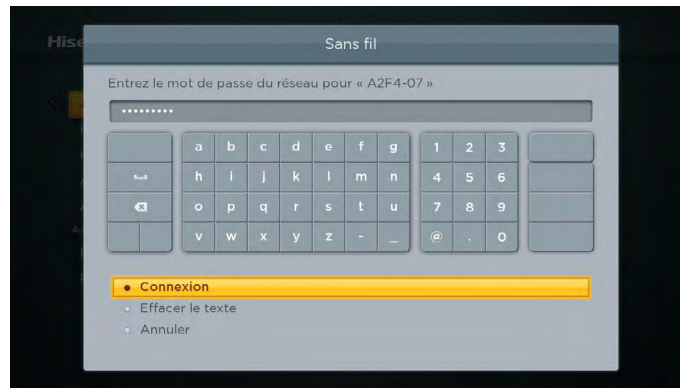 Hise
Sans fil
Entrez le mot de passe du réseau pour « A2F4-07 »
•••••••••
a b c d e f g 1 2 3
h i j k l m n 4 5 6
o p q r s t u 7 8 9
v w x y z - _ @ . 0
Connexion
Effacer le texte
Annuler